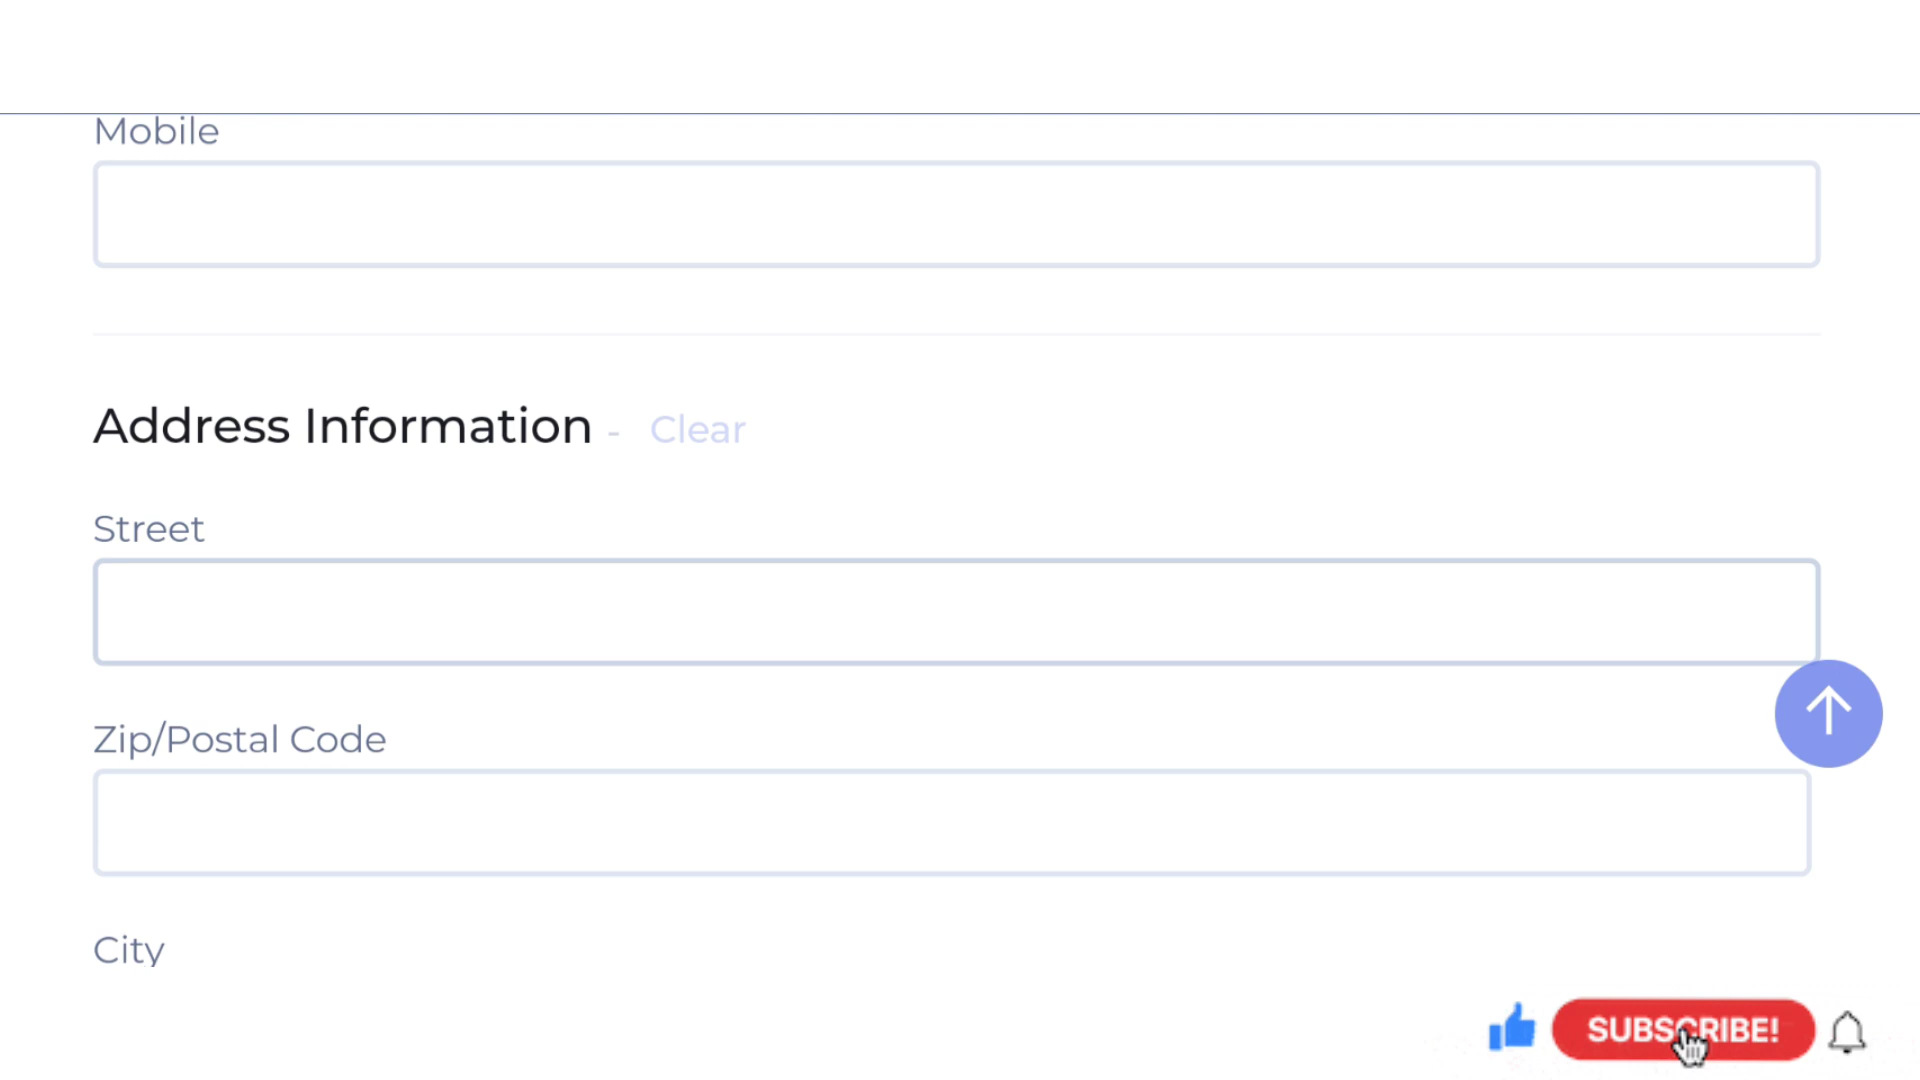 Mobile
Address Information - Clear
Street
Zip/Postal Code
City
SUBSCRIBE!